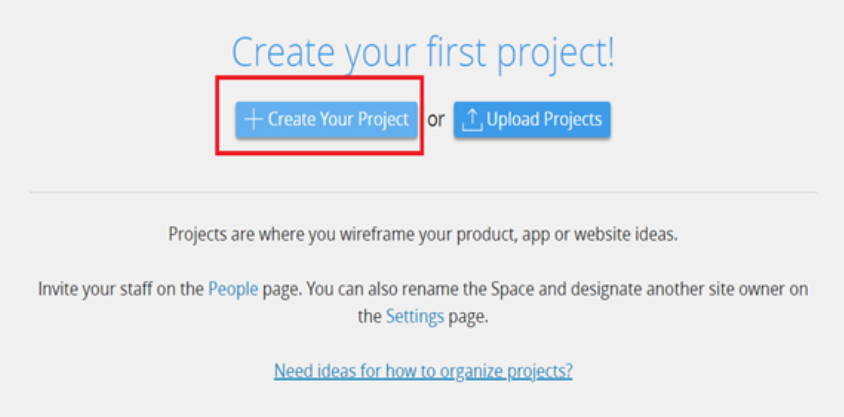 Create your first project!
Create Your Project or Upload Projects
Projects are where you wireframe your product, app or website ideas.
Invite your staff on the People page. You can also rename the Space and designate another site owner on
the Settings page.
Need ideas for how to organize projects?